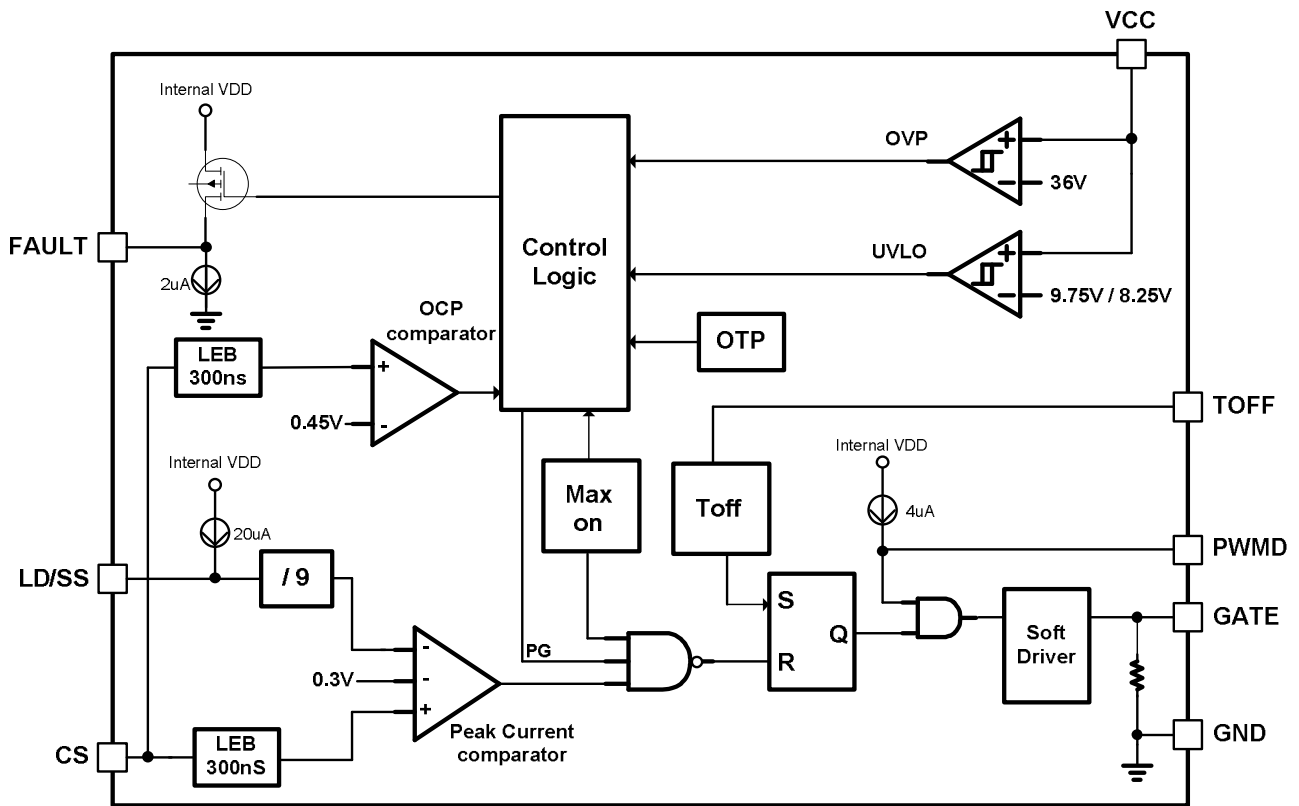 VCC
Internal VDD
OVP
+
−
36V
Control
Logic
FAULT
2uA
UVLO
+
−
9.75V / 8.25V
OCP
comparator
OTP
LEB
300ns
+
0.45V
-
TOFF
Internal VDD
Internal VDD
20uA
Max
on
Toff
4uA
PWMD
LD/SS
/ 9
S
Q
R
GATE
Soft
Driver
PG
-
0.3V
-
+
Peak Current
comparator
CS
LEB
300nS
GND